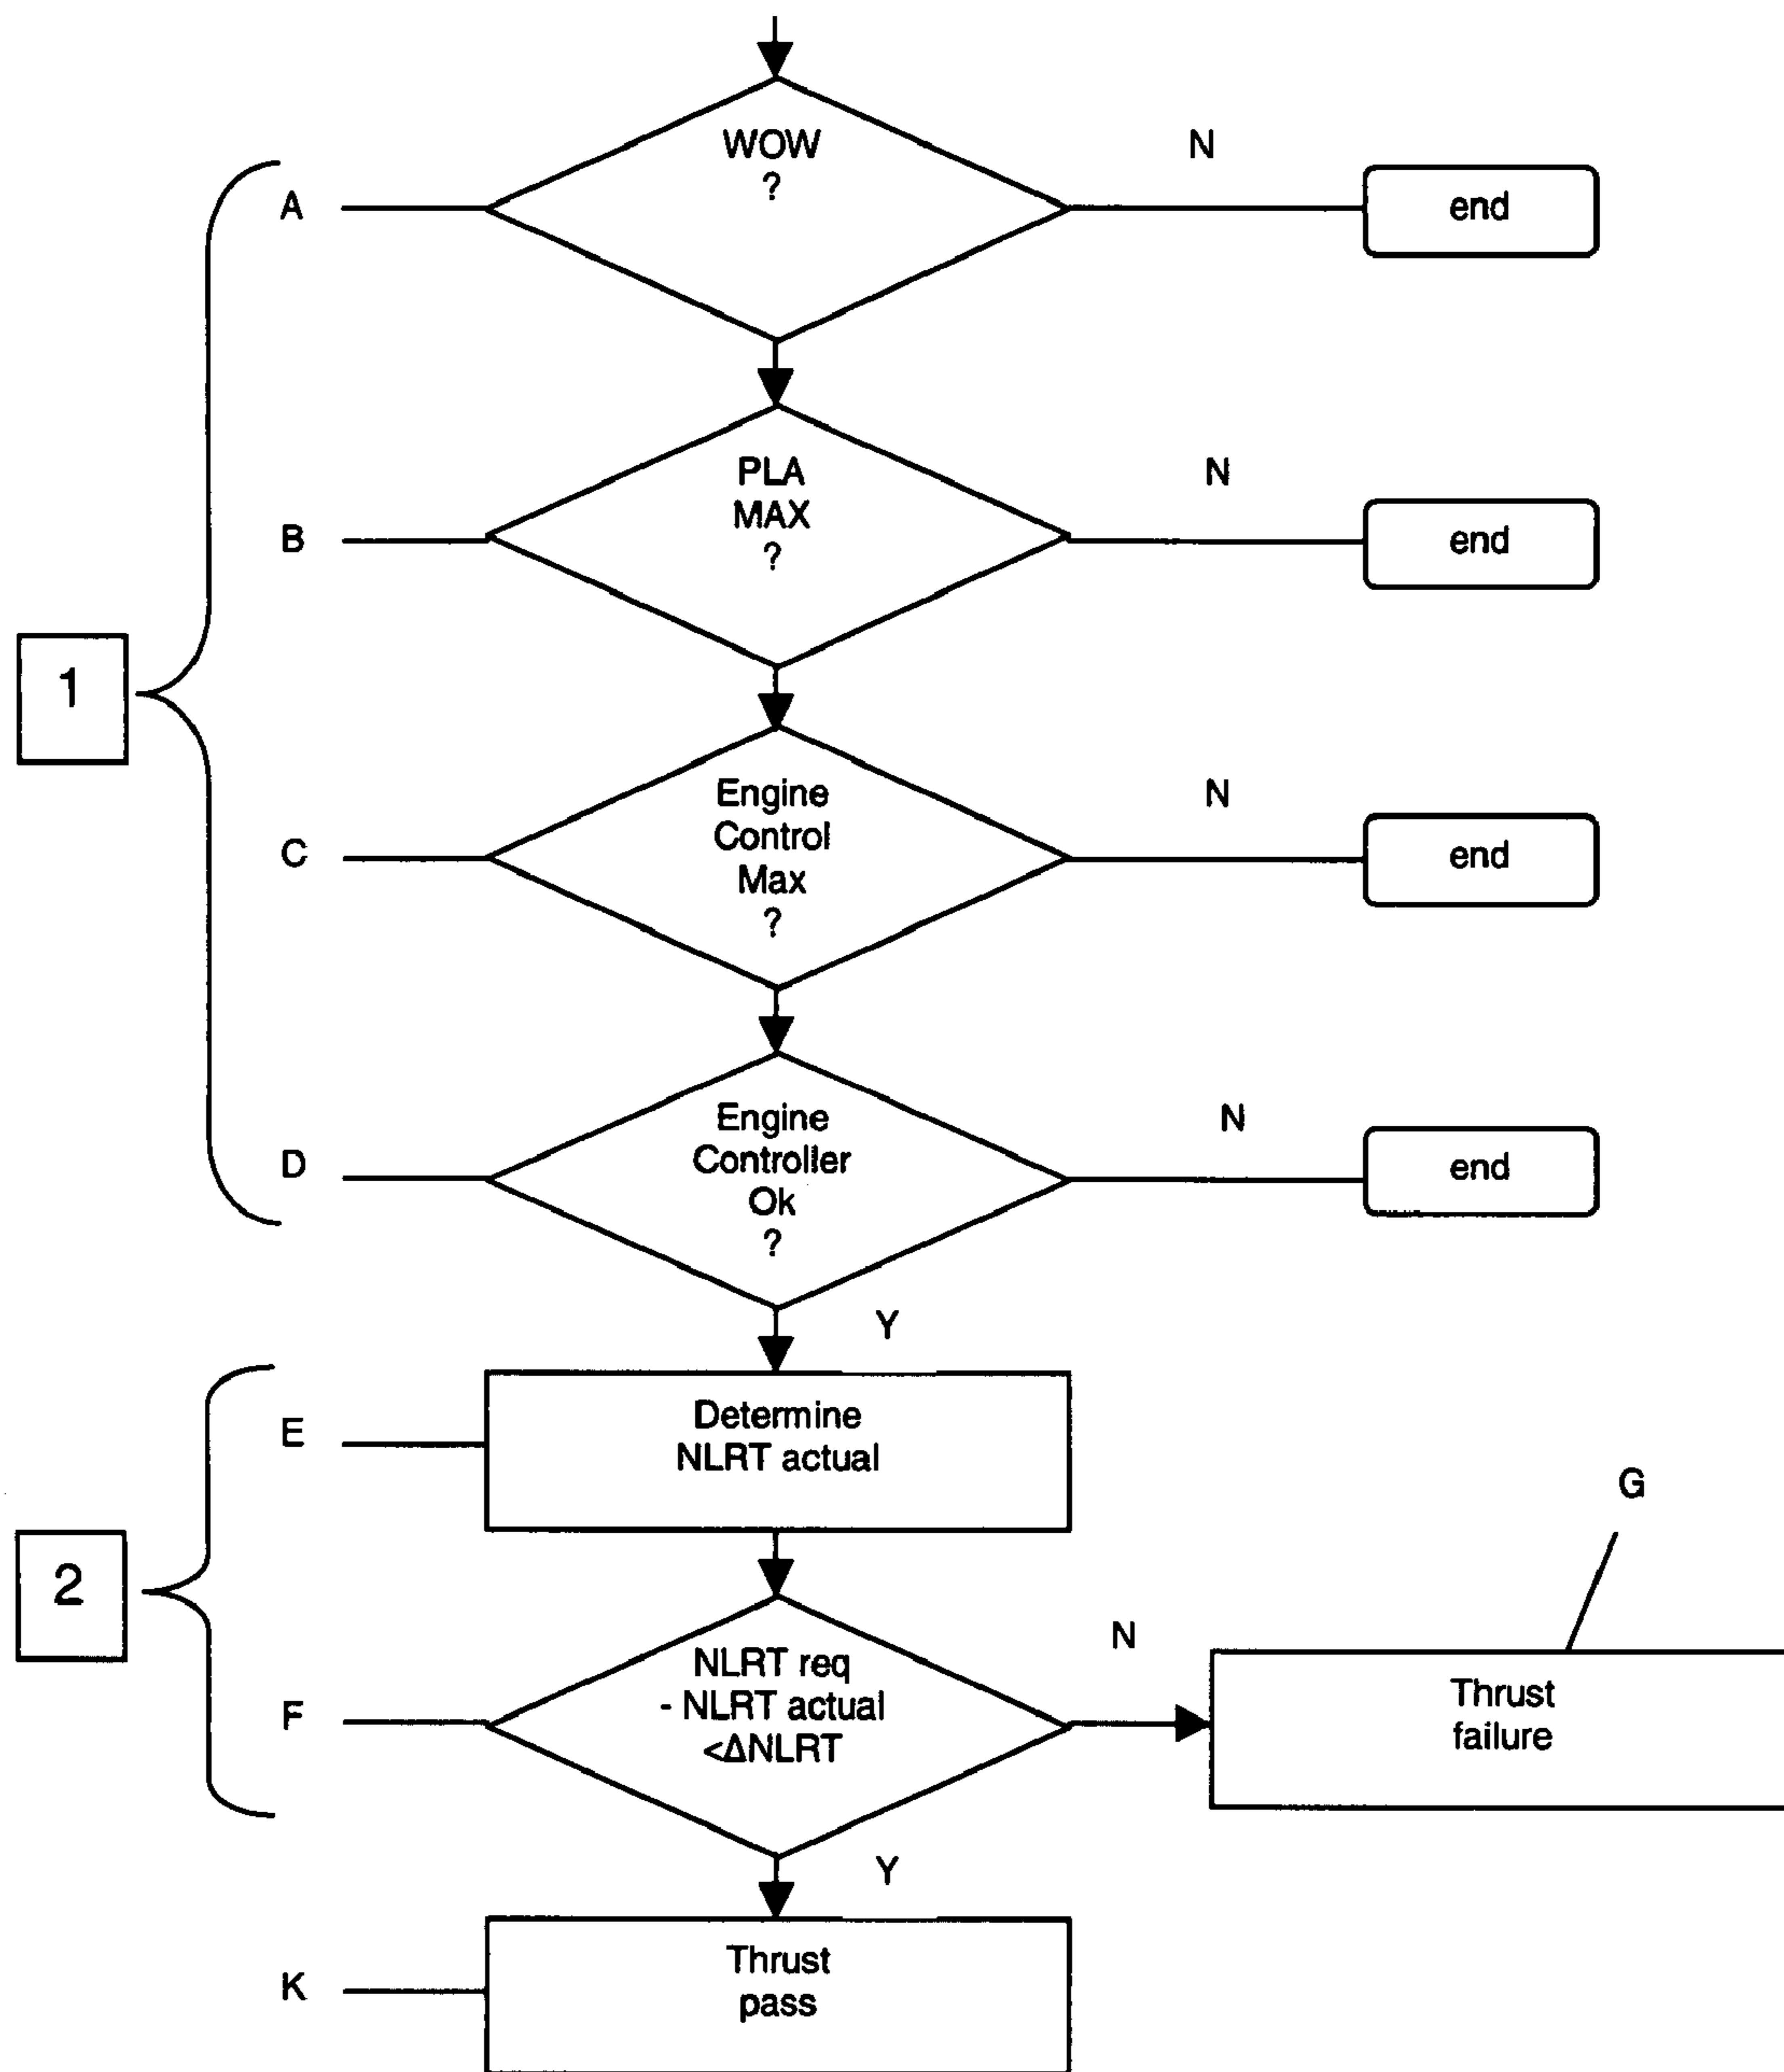 WOW
?
N
A
end
PLA
MAX
?
N
B
end
1
Engine
Control
Max
?
N
C
end
Engine
Controller
Ok
?
N
D
end
Y
E
Determine
NLRT actual
G
2
N
F
NLRT req
- NLRT actual
<ΔNLRT
Thrust
failure
Y
K
Thrust
pass